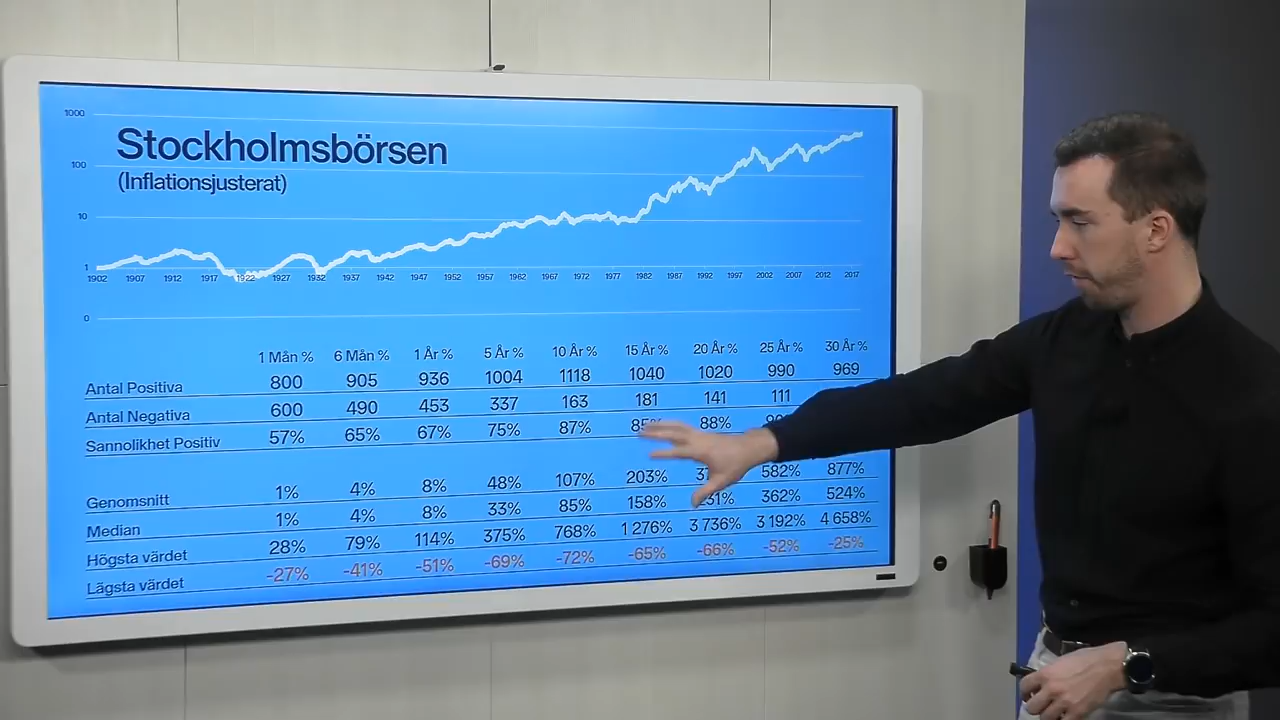 1000
Stockholmsbörsen
100
(Inflationsjusterat)
10
1
1902 1907 1912 1917 1922 1927 1932 1937 1942 1947 1952 1957 1962 1967 1972 1977 1982 1987 1992 1997 2002 2007 2012 2017
0
1 Mån % 6 Mån % 1 År % 5 År % 10 År % 15 År % 20 År % 25 År % 30 År %
Antal Positiva 800 905 936 1004 1118 1040 1020 990 969
Antal Negativa 600 490 453 337 163 181 141 111
Sannolikhet Positiv 57% 65% 67% 75% 87% 88%
Genomsnitt 1% 4% 8% 48% 107% 203% 582% 877%
Median 1% 4% 8% 33% 85% 158% 362% 524%
Högsta värdet 28% 79% 114% 375% 768% 1 276% 3 736% 3 192% 4 658%
Lägsta värdet -27% -41% -51% -69% -72% -65% -66% -52% -25%